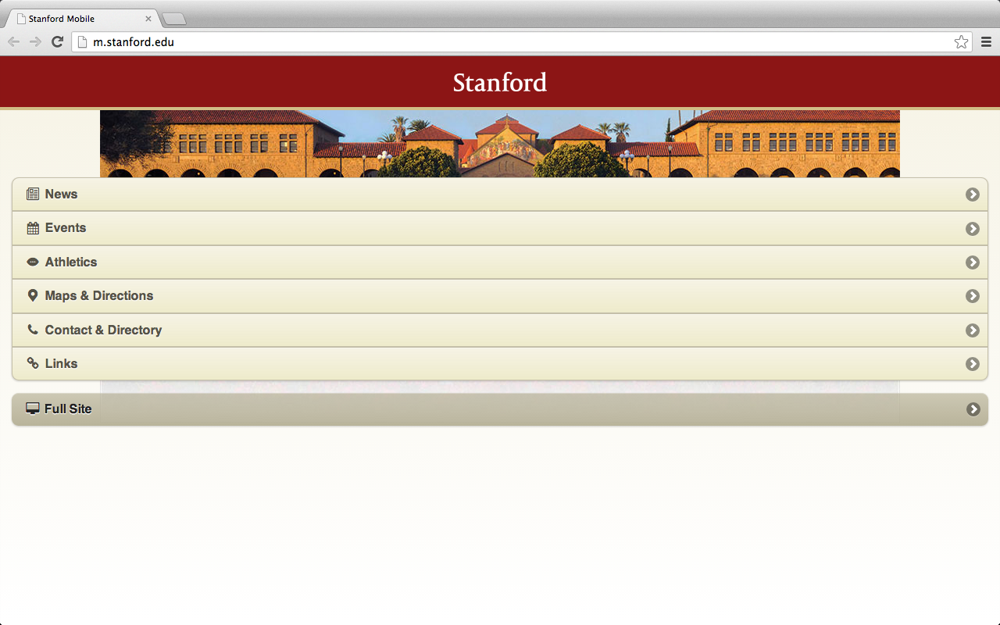 Stanford Mobile
m.stanford.edu
Stanford
News
Events
Athletics
Maps & Directions
Contact & Directory
Links
Full Site